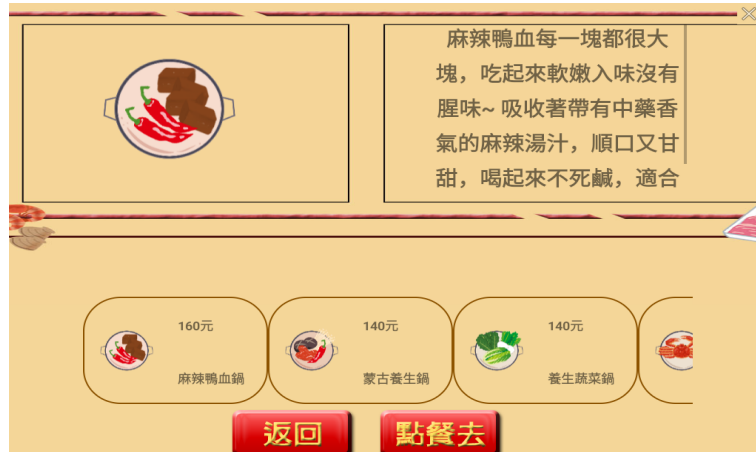 麻辣鴨血每一塊都很大
塊，吃起來軟嫩入味沒有
腥味~ 吸收著帶有中藥香
氣的麻辣湯汁，順口又甘
甜，喝起來不死鹹，適合
160元
麻辣鴨血鍋
140元
蒙古養生鍋
140元
養生蔬菜鍋
返回
點餐去